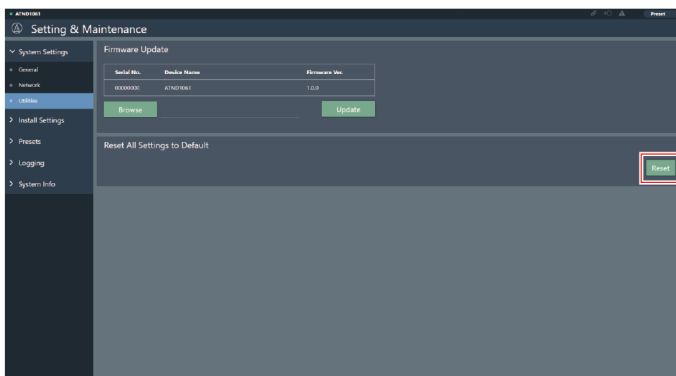 ATND1061
Preset
Setting & Maintenance
System Settings
General
Network
Utilities
Install Settings
Presets
Logging
System Info
Firmware Update
Serial No. Device Name Firmware Ver.
00000000 ATND1061 1.0.0
Browse Update
Reset All Settings to Default
Reset